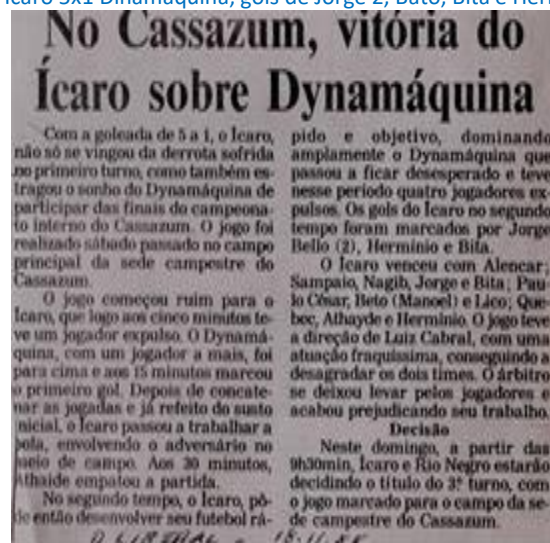 Ícaro 5x1 Dinamáquina, gols de Jorge 2, Bato, Bita e Her
No Cassazum, vitória do
Ícaro sobre Dynamáquina
Com a goleada de 5 a 1, o Ícaro,
não só se vingou da derrota sofrida
no primeiro turno, como também es-
tragou o sonho do Dynamáquina de
participar das finais do campeona-
to interno do Cassazum. O jogo foi
realizado sábado passado no campo
principal da sede campestre do
Cassazum.
O jogo começou ruim para o
Ícaro, que logo aos cinco minutos te-
ve um jogador expulso. O Dynamá-
quina, com um jogador a mais, foi
para cima e aos 15 minutos marcou
o primeiro gol. Depois de concate-
nar as jogadas e já refeito do susto
inicial, o Ícaro passou a trabalhar a
bola, envolvendo o adversário no
meio de campo. Aos 30 minutos,
Athaide empatou a partida.
No segundo tempo, o Ícaro, pô-
de então desenvolver seu futebol rá-
pido e objetivo, dominando
amplamente o Dynamáquina que
passou a ficar desesperado e teve
nesse período quatro jogadores ex-
pulsos. Os gols do Ícaro no segundo
tempo foram marcados por Jorge
Bello (2), Hermínio e Bita.
O Ícaro venceu com Alencar;
Sampaio, Nagib, Jorge e Bita; Pau-
lo César, Beto (Manoel) e Lico; Que-
bec, Athayde e Hermínio. O jogo teve
a direção de Luiz Cabral, com uma
atuação fraquíssima, conseguindo a
desagradar os dois times. O árbitro
se deixou levar pelos jogadores e
acabou prejudicando seu trabalho.
Decisão
Neste domingo, a partir das
9h30min, Ícaro e Rio Negro estarão
decidindo o título do 3º turno, com
o jogo marcado para o campo da se-
de campestre do Cassazum.